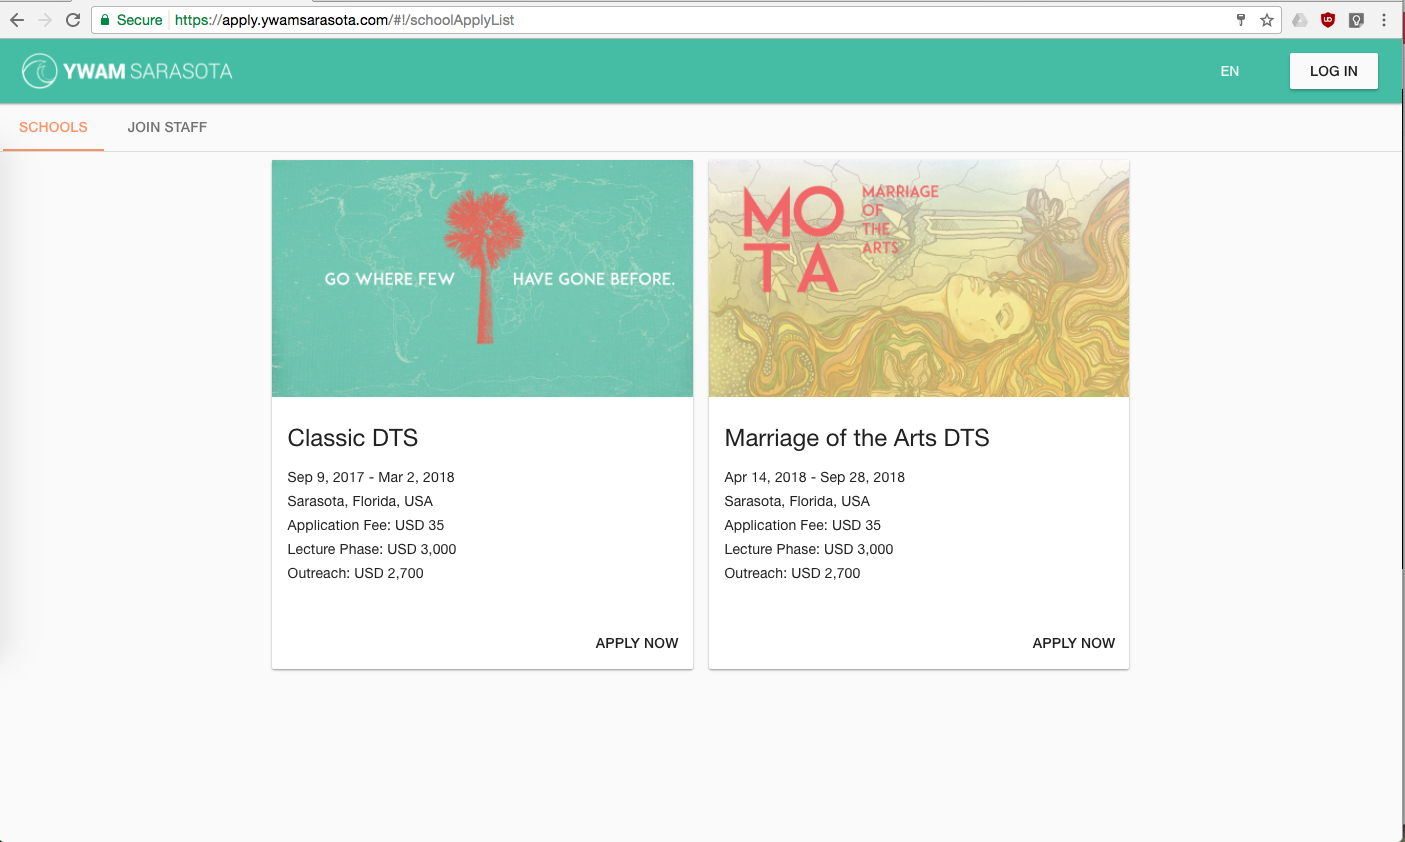 Secure https://apply.ywamsarasota.com/#!/schoolApplyList
YWAM SARASOTA
EN
LOG IN
SCHOOLS
JOIN STAFF
GO WHERE FEW HAVE GONE BEFORE.
MOTA
MARRIAGE
OF
THE
ARTS
Classic DTS
Sep 9, 2017 - Mar 2, 2018
Sarasota, Florida, USA
Application Fee: USD 35
Lecture Phase: USD 3,000
Outreach: USD 2,700
APPLY NOW
Marriage of the Arts DTS
Apr 14, 2018 - Sep 28, 2018
Sarasota, Florida, USA
Application Fee: USD 35
Lecture Phase: USD 3,000
Outreach: USD 2,700
APPLY NOW